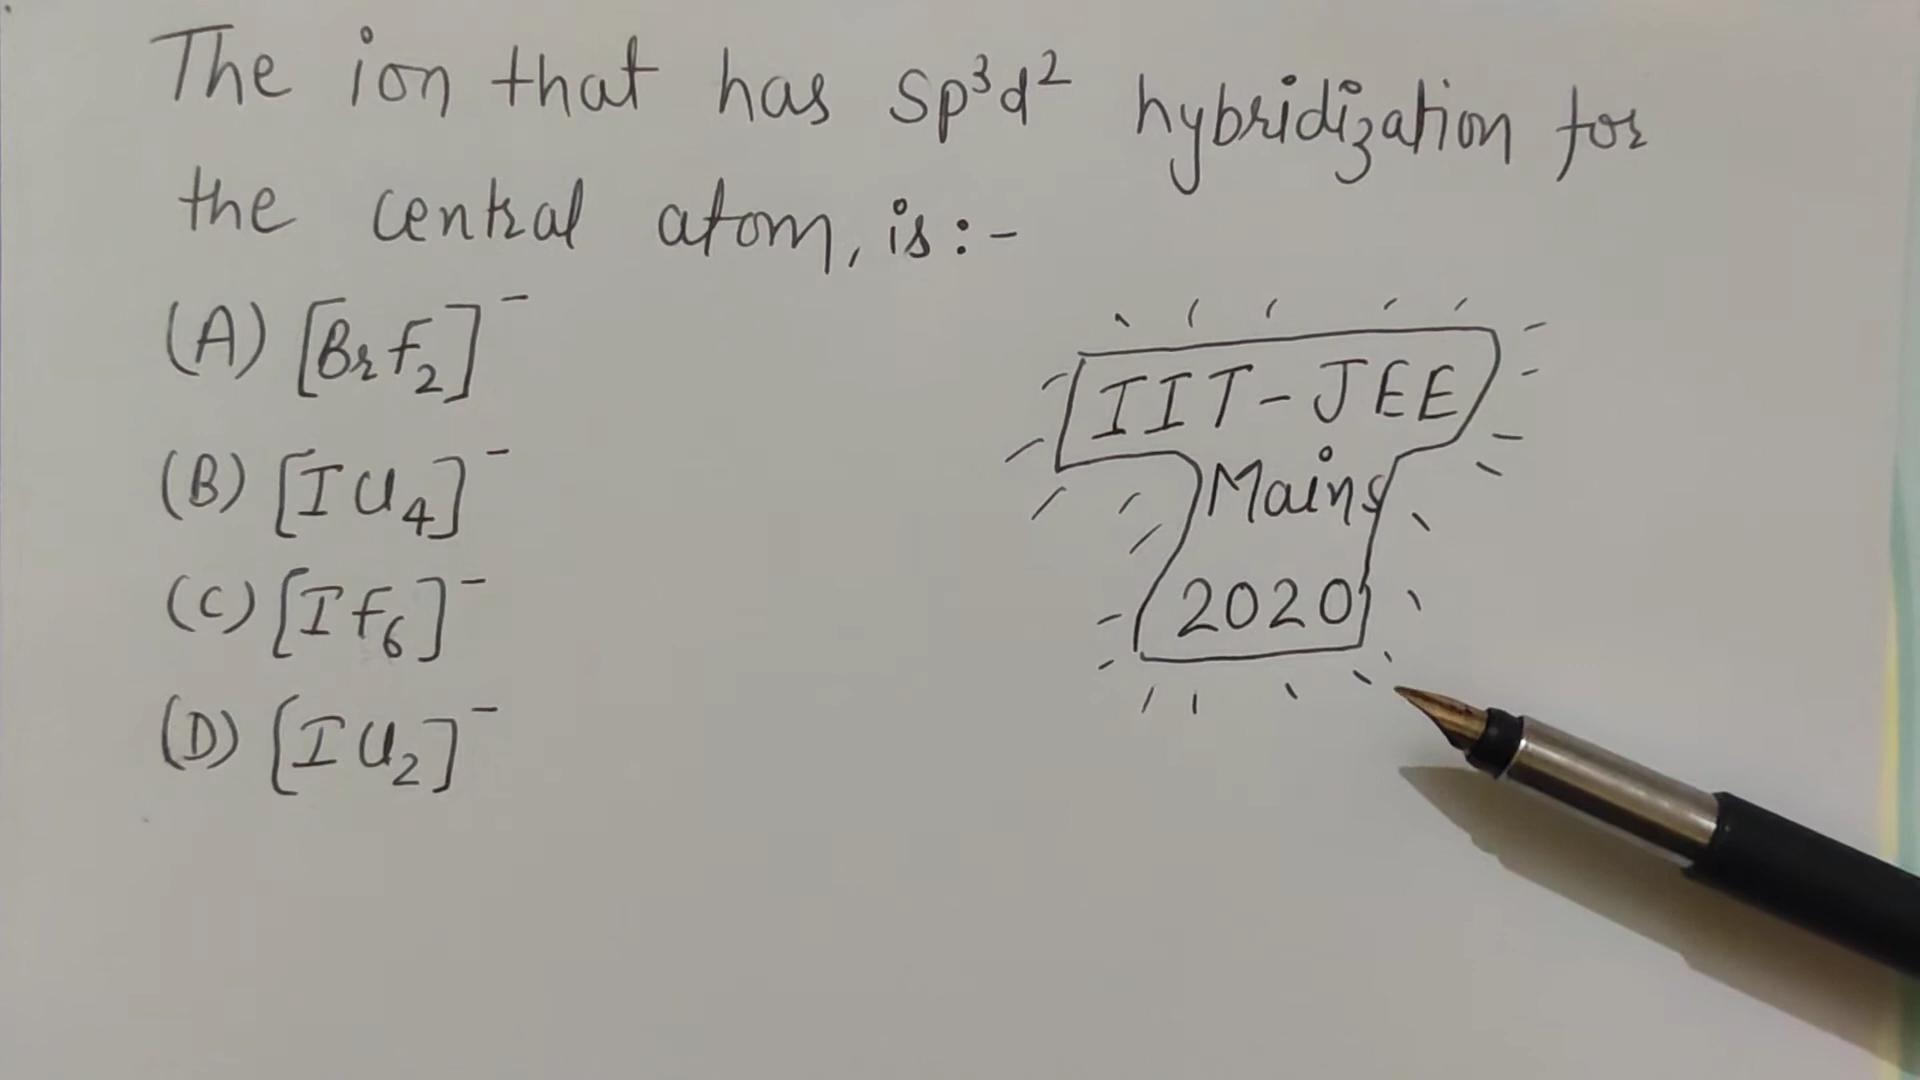 The ion that has sp³d² hybridization for
the central atom, is :-
(A) [BrF₂]⁻
(B) [ICl₄]⁻
(C) [IF₆]⁻
(D) [ICl₂]⁻
IIT-JEE
Mains
2020